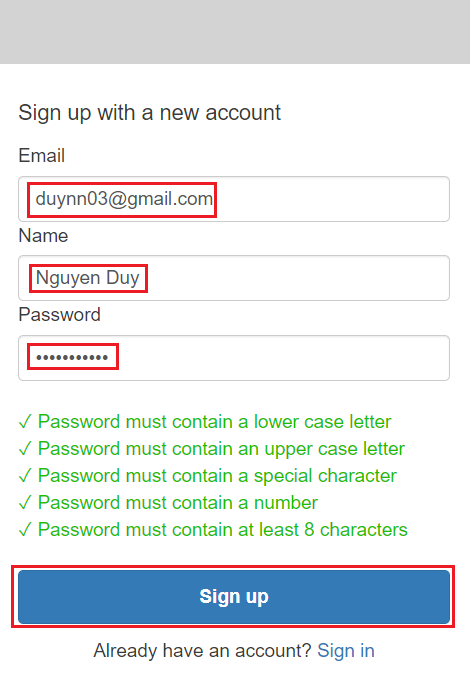 Sign up with a new account
Email
duynn03@gmail.com
Name
Nguyen Duy
Password
•••••••••••
✓ Password must contain a lower case letter
✓ Password must contain an upper case letter
✓ Password must contain a special character
✓ Password must contain a number
✓ Password must contain at least 8 characters
Sign up
Already have an account? Sign in